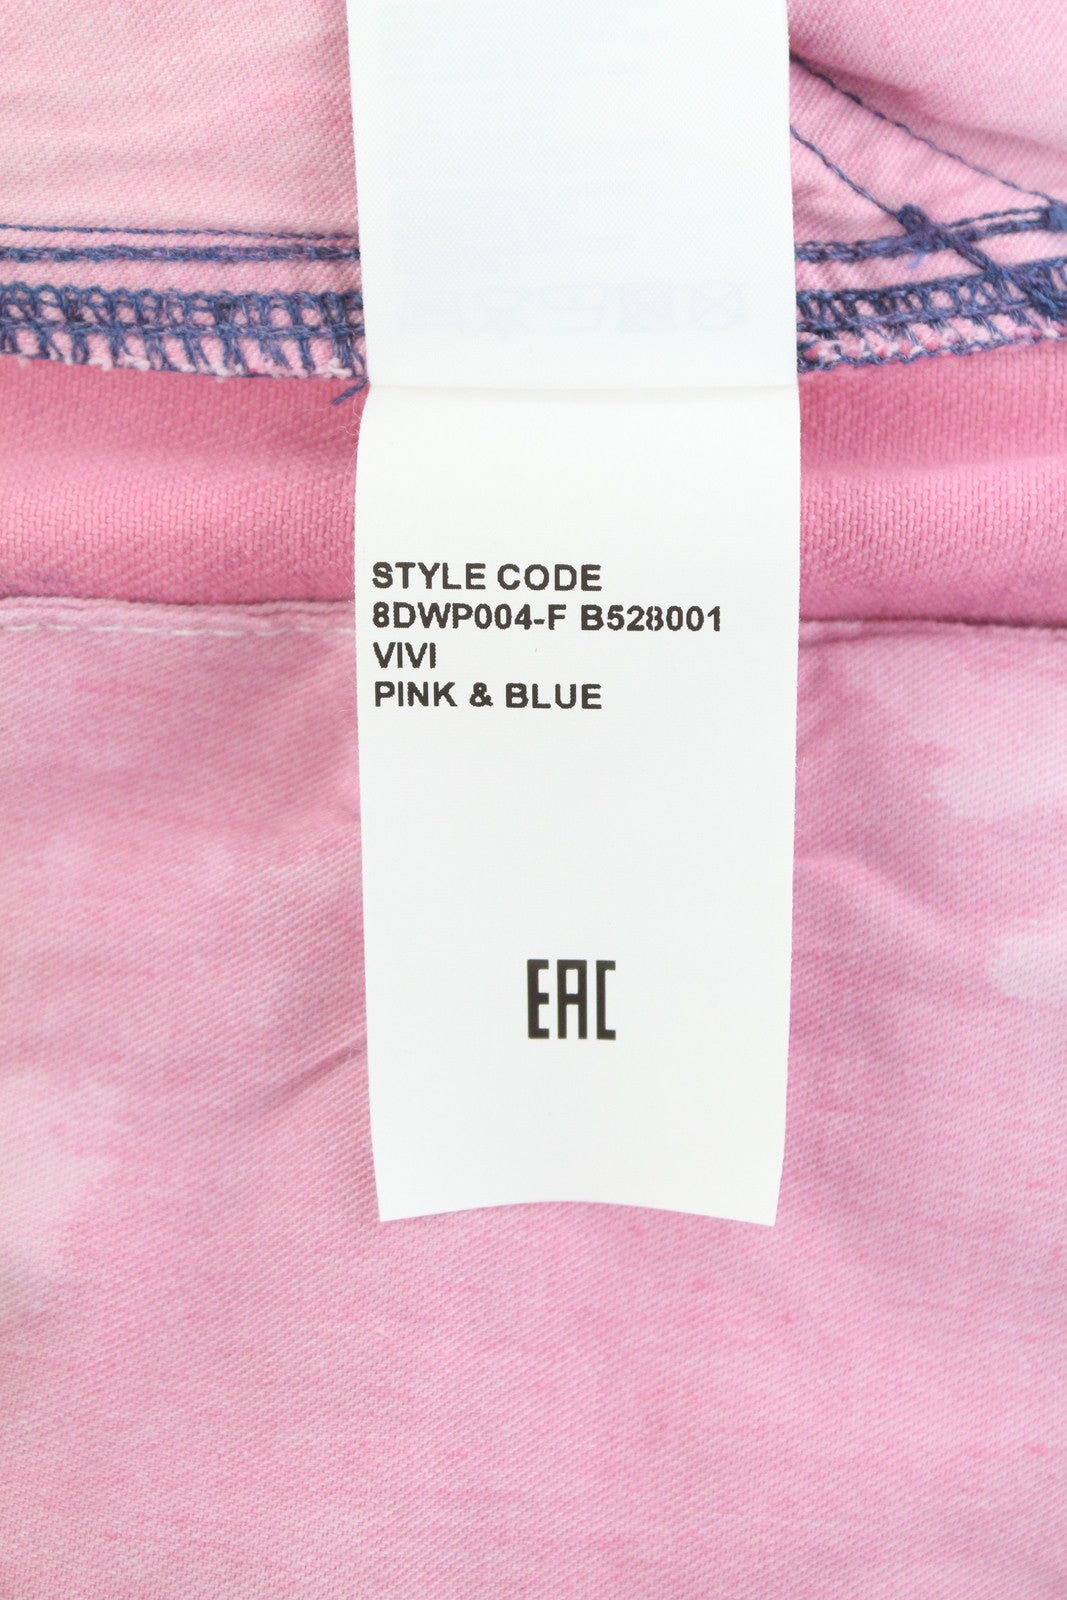 STYLE CODE
8DWP004-F B528001
VIVI
PINK & BLUE
EAC